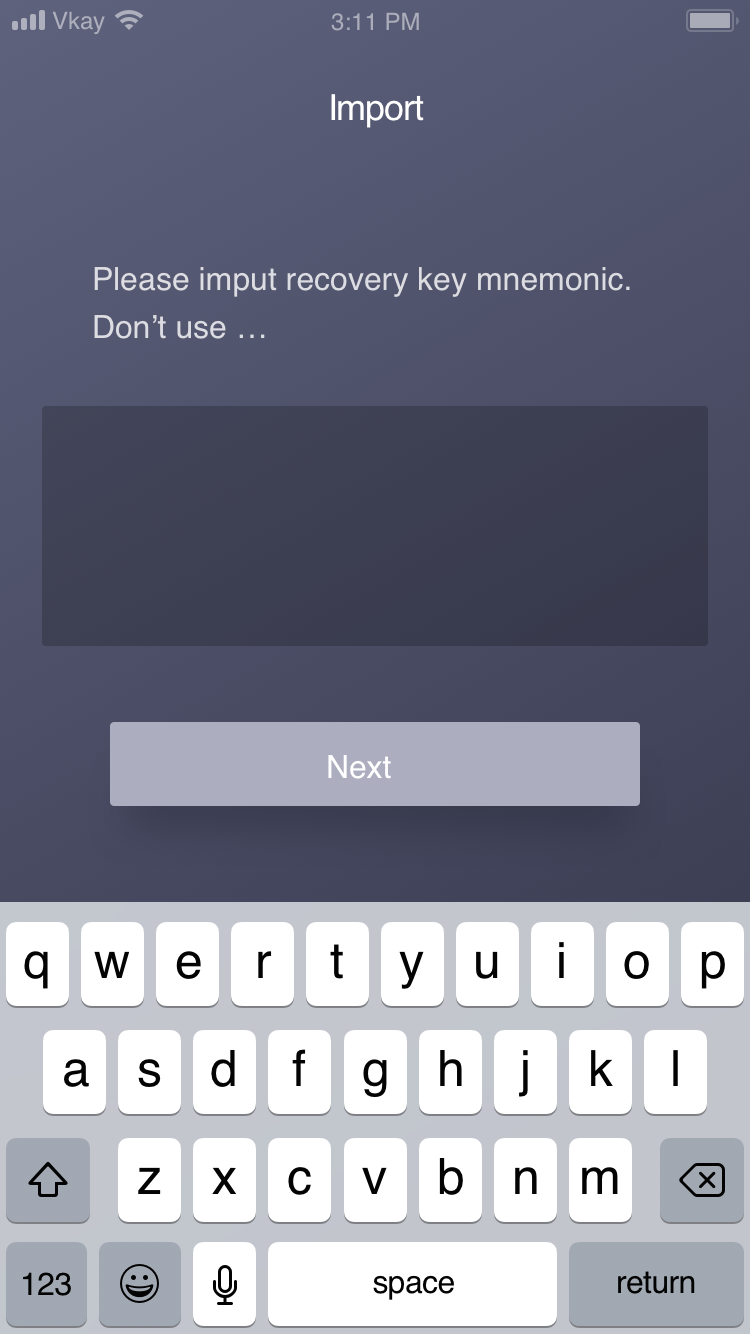 Vkay 3:11 PM
Import
Please imput recovery key mnemonic.
Don’t use …
Next
q w e r t y u i o p
a s d f g h j k l
z x c v b n m
123 space return